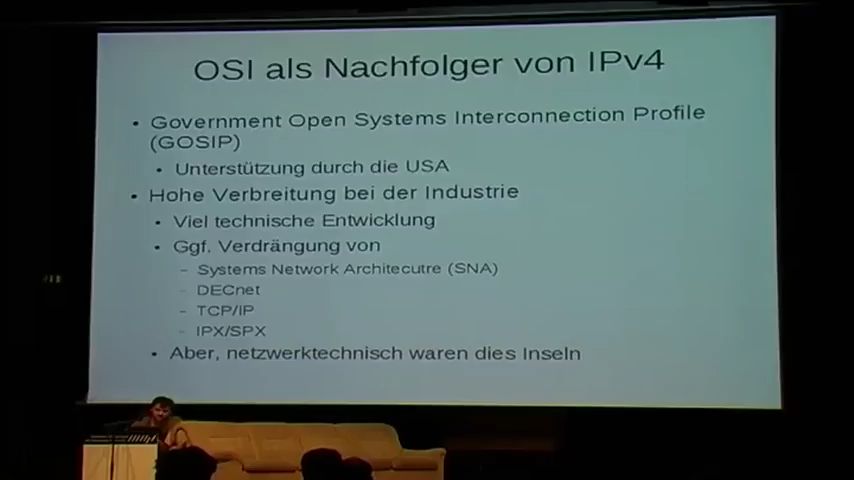 OSI als Nachfolger von IPv4
• Government Open Systems Interconnection Profile
(GOSIP)
• Unterstützung durch die USA
• Hohe Verbreitung bei der Industrie
• Viel technische Entwicklung
• Ggf. Verdrängung von
– Systems Network Architecutre (SNA)
– DECnet
– TCP/IP
– IPX/SPX
• Aber, netzwerktechnisch waren dies Inseln